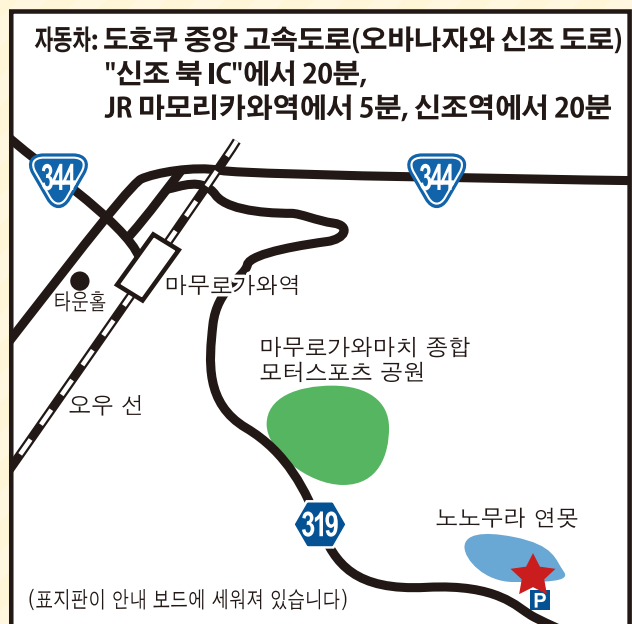 자동차: 도호쿠 중앙 고속도로(오바나자와 신조 도로)
"신조 북 IC"에서 20분,
JR 마모리카와역에서 5분, 신조역에서 20분
344
344
마무로가와역
타운홀
마무로가와마치 종합
모터스포츠 공원
오우 선
319
노노무라 연못
P
(표지판이 안내 보드에 세워져 있습니다)